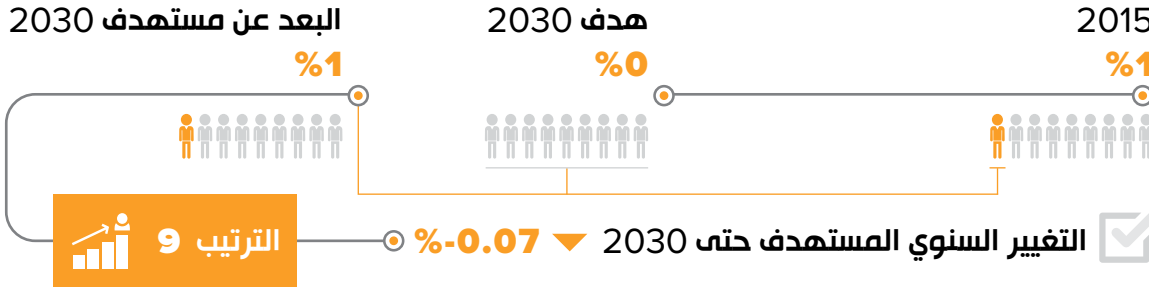 2015
%1
هدف 2030
%0
البعد عن مستهدف 2030
%1
التغيير السنوي المستهدف حتى 2030
%-0.07
الترتيب 9